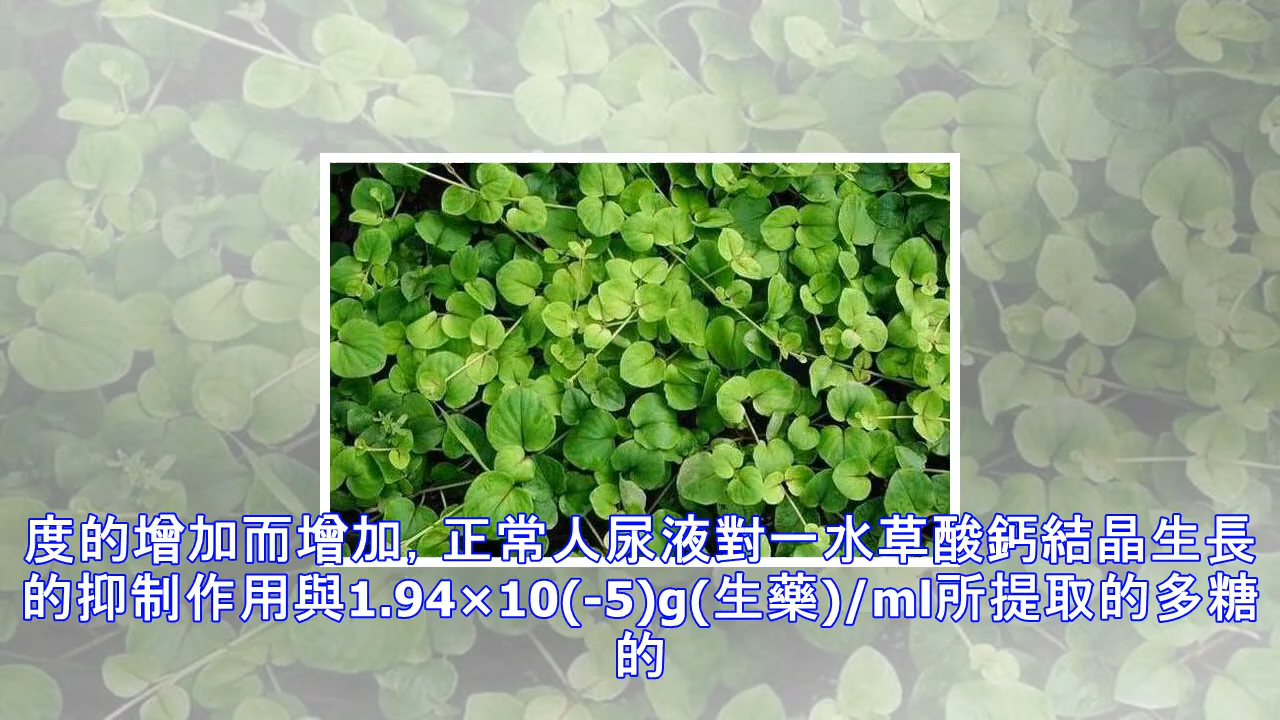 度的增加而增加, 正常人尿液對一水草酸鈣結晶生長
的抑制作用與1.94×10(-5)g(生藥)/ml所提取的多糖
的